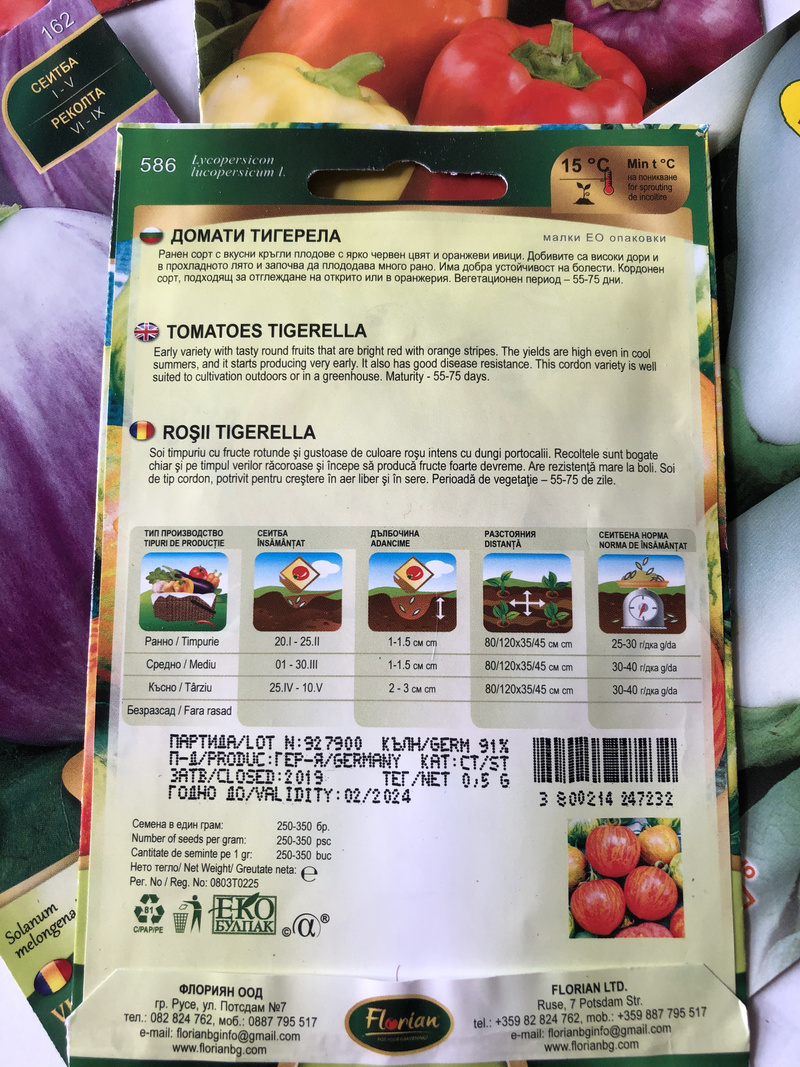 162
СЕИТБА
I - V
РЕКОЛТА
VI - IX
586
Lycopersicon
lucopersicum l.
15 °C
Min t °C
на поникване
for sprouting
de incoltire
ДОМАТИ ТИГЕРЕЛА
малки ЕО опаковки
Ранен сорт с вкусни кръгли плодове с ярко червен цвят и оранжеви ивици. Добивите са високи дори и
в прохладното лято и започва да плододава много рано. Има добра устойчивост на болести. Кордонен
сорт, подходящ за отглеждане на открито или в оранжерия. Вегетационен период – 55-75 дни.
TOMATOES TIGERELLA
Early variety with tasty round fruits that are bright red with orange stripes. The yields are high even in cool
summers, and it starts producing very early. It also has good disease resistance. This cordon variety is well
suited to cultivation outdoors or in a greenhouse. Maturity - 55-75 days.
ROŞII TIGERELLA
Soi timpuriu cu fructe rotunde şi gustoase de culoare roşu intens cu dungi portocalii. Recoltele sunt bogate
chiar şi pe timpul verilor răcoroase şi începe să producă fructe foarte devreme. Are rezistenţă mare la boli. Soi
de tip cordon, potrivit pentru creştere în aer liber şi în sere. Perioadă de vegetaţie – 55-75 de zile.
ТИП ПРОИЗВОДСТВО СЕИТБА ДЪЛБОЧИНА РАЗСТОЯНИЯ СЕИТБЕНА НОРМА
TIPURI DE PRODUCŢIE ÎNSĂMÂNŢAT ADANCIME DISTANŢĂ NORMA DE ÎNSĂMÂNŢAT
Ранно / Timpurie 20.I - 25.II 1-1.5 см cm 80/120x35/45 см cm 25-30 г/дка g/da
Средно / Mediu 01 - 30.III 1-1.5 см cm 80/120x35/45 см cm 30-40 г/дка g/da
Късно / Târziu 25.IV - 10.V 2 - 3 см cm 80/120x35/45 см cm 30-40 г/дка g/da
Безразсад / Fara rasad
ПАРТИДА/LOT N:927900 КЪЛН/GERM 91%
П-Д/PRODUC:ГЕР-Я/GERMANY КАТ:СТ/ST
ЗАТВ/CLOSED:2019 ТЕГ/NET 0,5 G
ГОДНО ДО/VALIDITY:02/2024
3 800214 247232
Семена в един грам: 250-350 бр.
Number of seeds per gram: 250-350 psc
Cantitate de seminte pe 1 gr: 250-350 buc
Нето тегло/ Net Weight/ Greutate neta: ℮
Рег. No / Reg. No: 0803T0225
81
C/PAP/PE
ЕКО
БУЛПАК
© α ®
Solanum
melongena
ФЛОРИАН ООД
гр. Русе, ул. Потсдам №7
тел.: 082 824 762, моб.: 0887 795 517
e-mail: florianbginfo@gmail.com
www.florianbg.com
Florian
FLORIAN LTD.
Ruse, 7 Potsdam Str.
tel.: +359 82 824 762, mob.: +359 887 795 517
e-mail: florianbginfo@gmail.com
www.florianbg.com